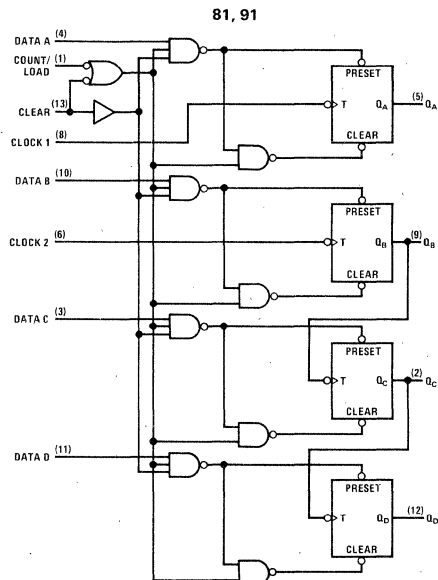 81, 91
DATA A (4)
COUNT/ (1)
LOAD
CLEAR (13)
CLOCK 1 (8)
DATA B (10)
CLOCK 2 (6)
DATA C (3)
DATA D (11)
PRESET
T QA (5) QA
CLEAR
PRESET
T QB (9) QB
CLEAR
PRESET
T QC (2) QC
CLEAR
PRESET
T QD (12) QD
CLEAR